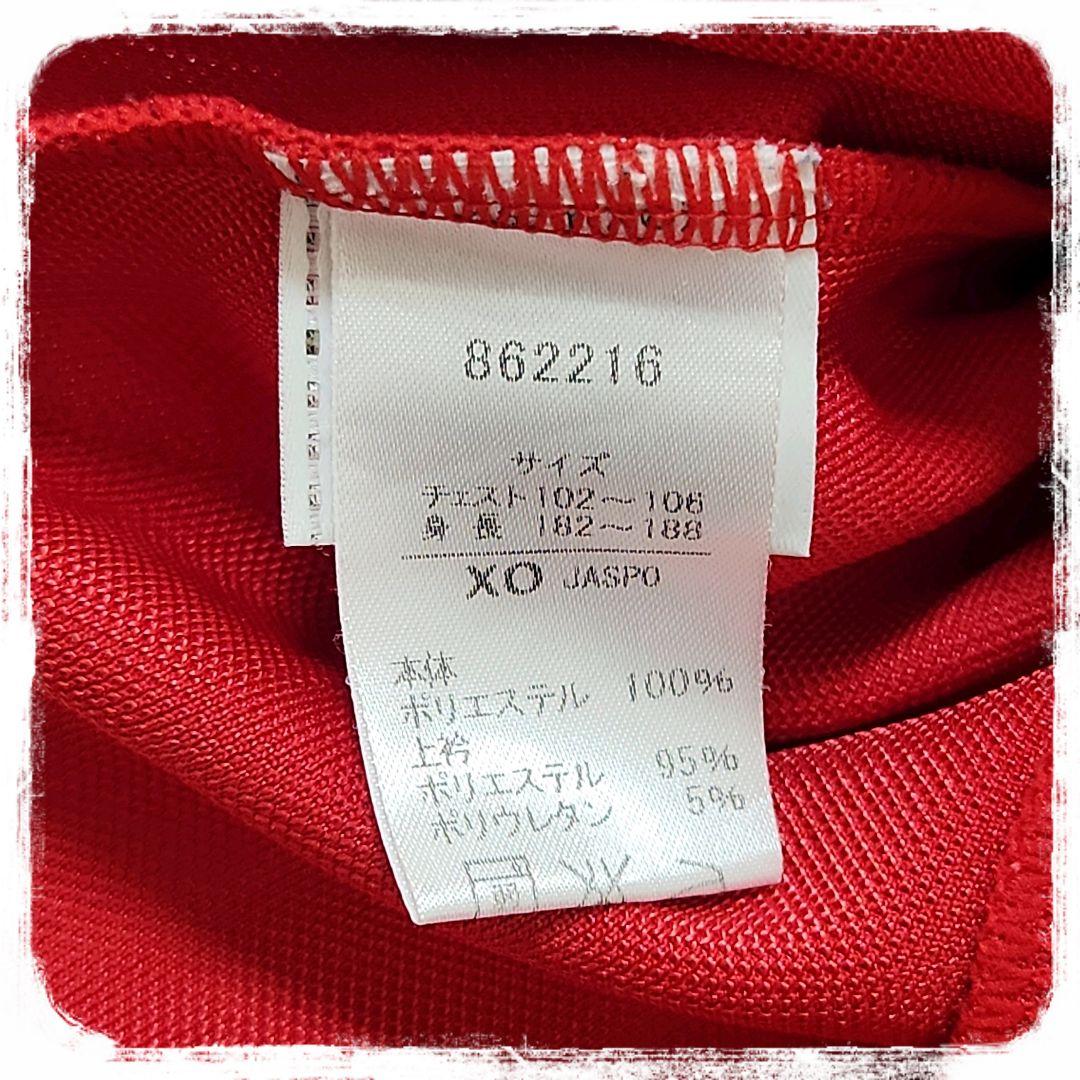 862216
サイズ
チェスト102～106
身長 182～188
XO JASPO
本体
ポリエステル 100%
上衿
ポリエステル 95%
ポリウレタン 5%